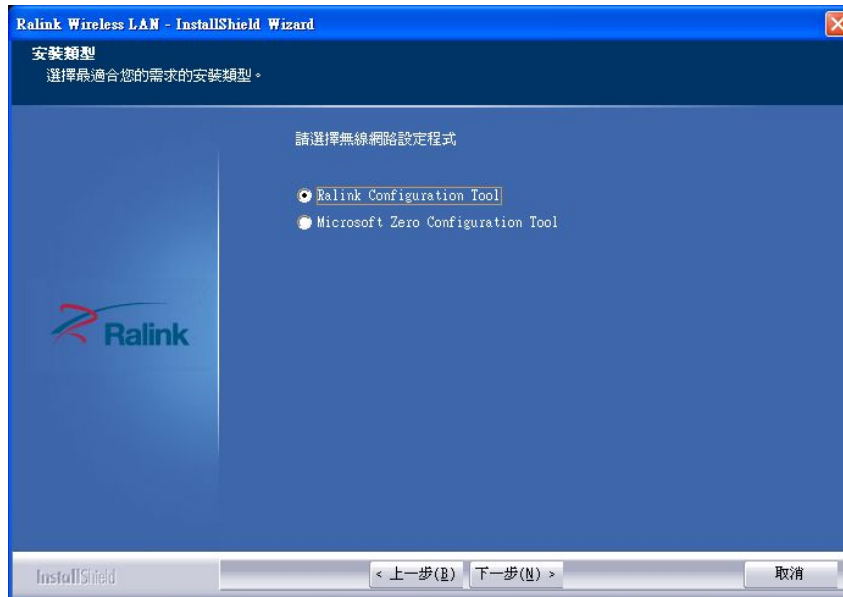 Ralink Wireless LAN - InstallShield Wizard
安裝類型
選擇最適合您的需求的安裝類型。
請選擇無線網路設定程式
Ralink Configuration Tool
Microsoft Zero Configuration Tool
Ralink
InstallShield
< 上一步(B)
下一步(N) >
取消